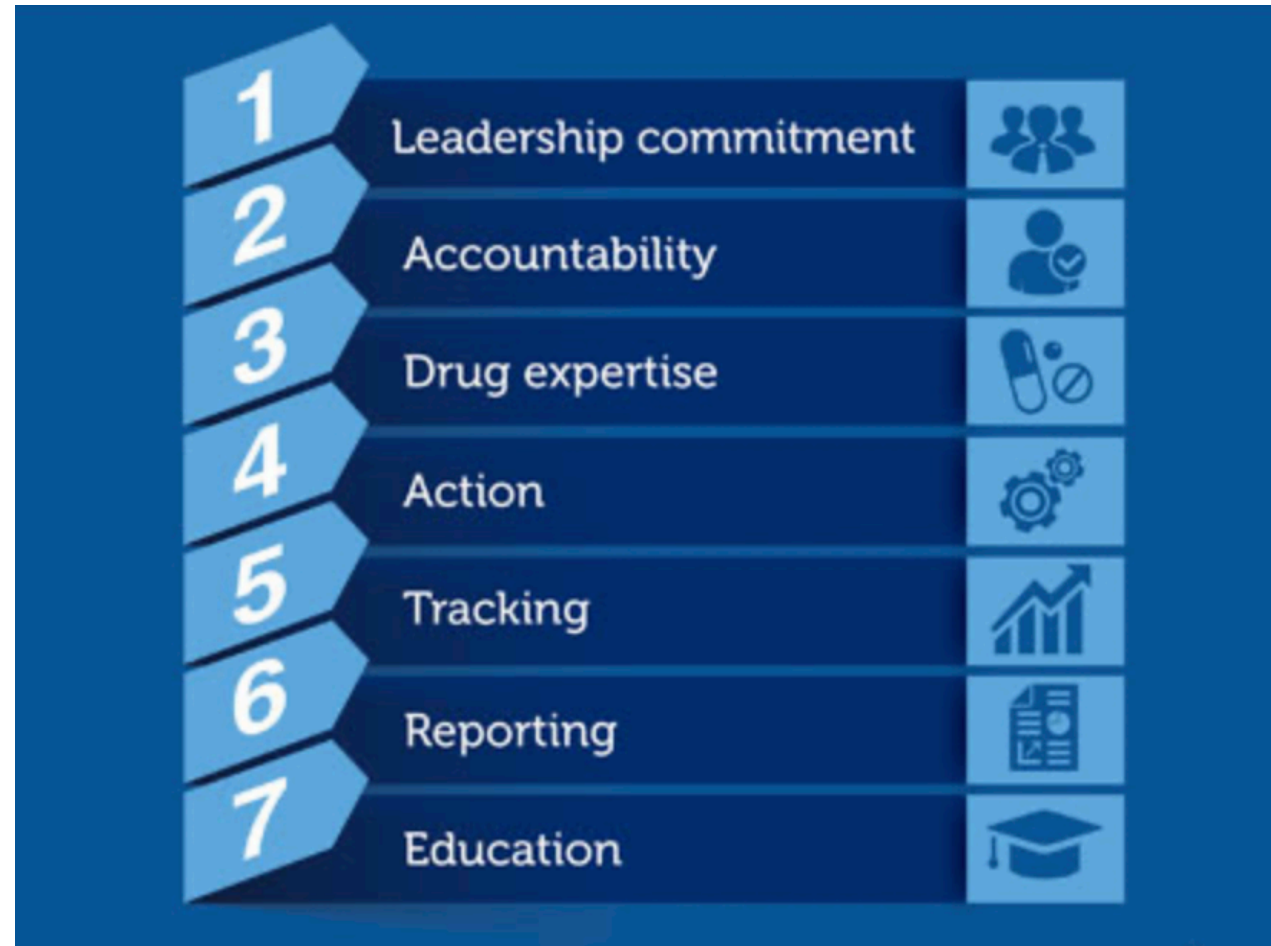 1
Leadership commitment
2
Accountability
3
Drug expertise
4
Action
5
Tracking
6
Reporting
7
Education